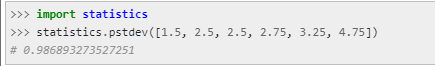 >>> import statistics
>>> statistics.pstdev([1.5, 2.5, 2.5, 2.75, 3.25, 4.75])
# 0.986893273527251